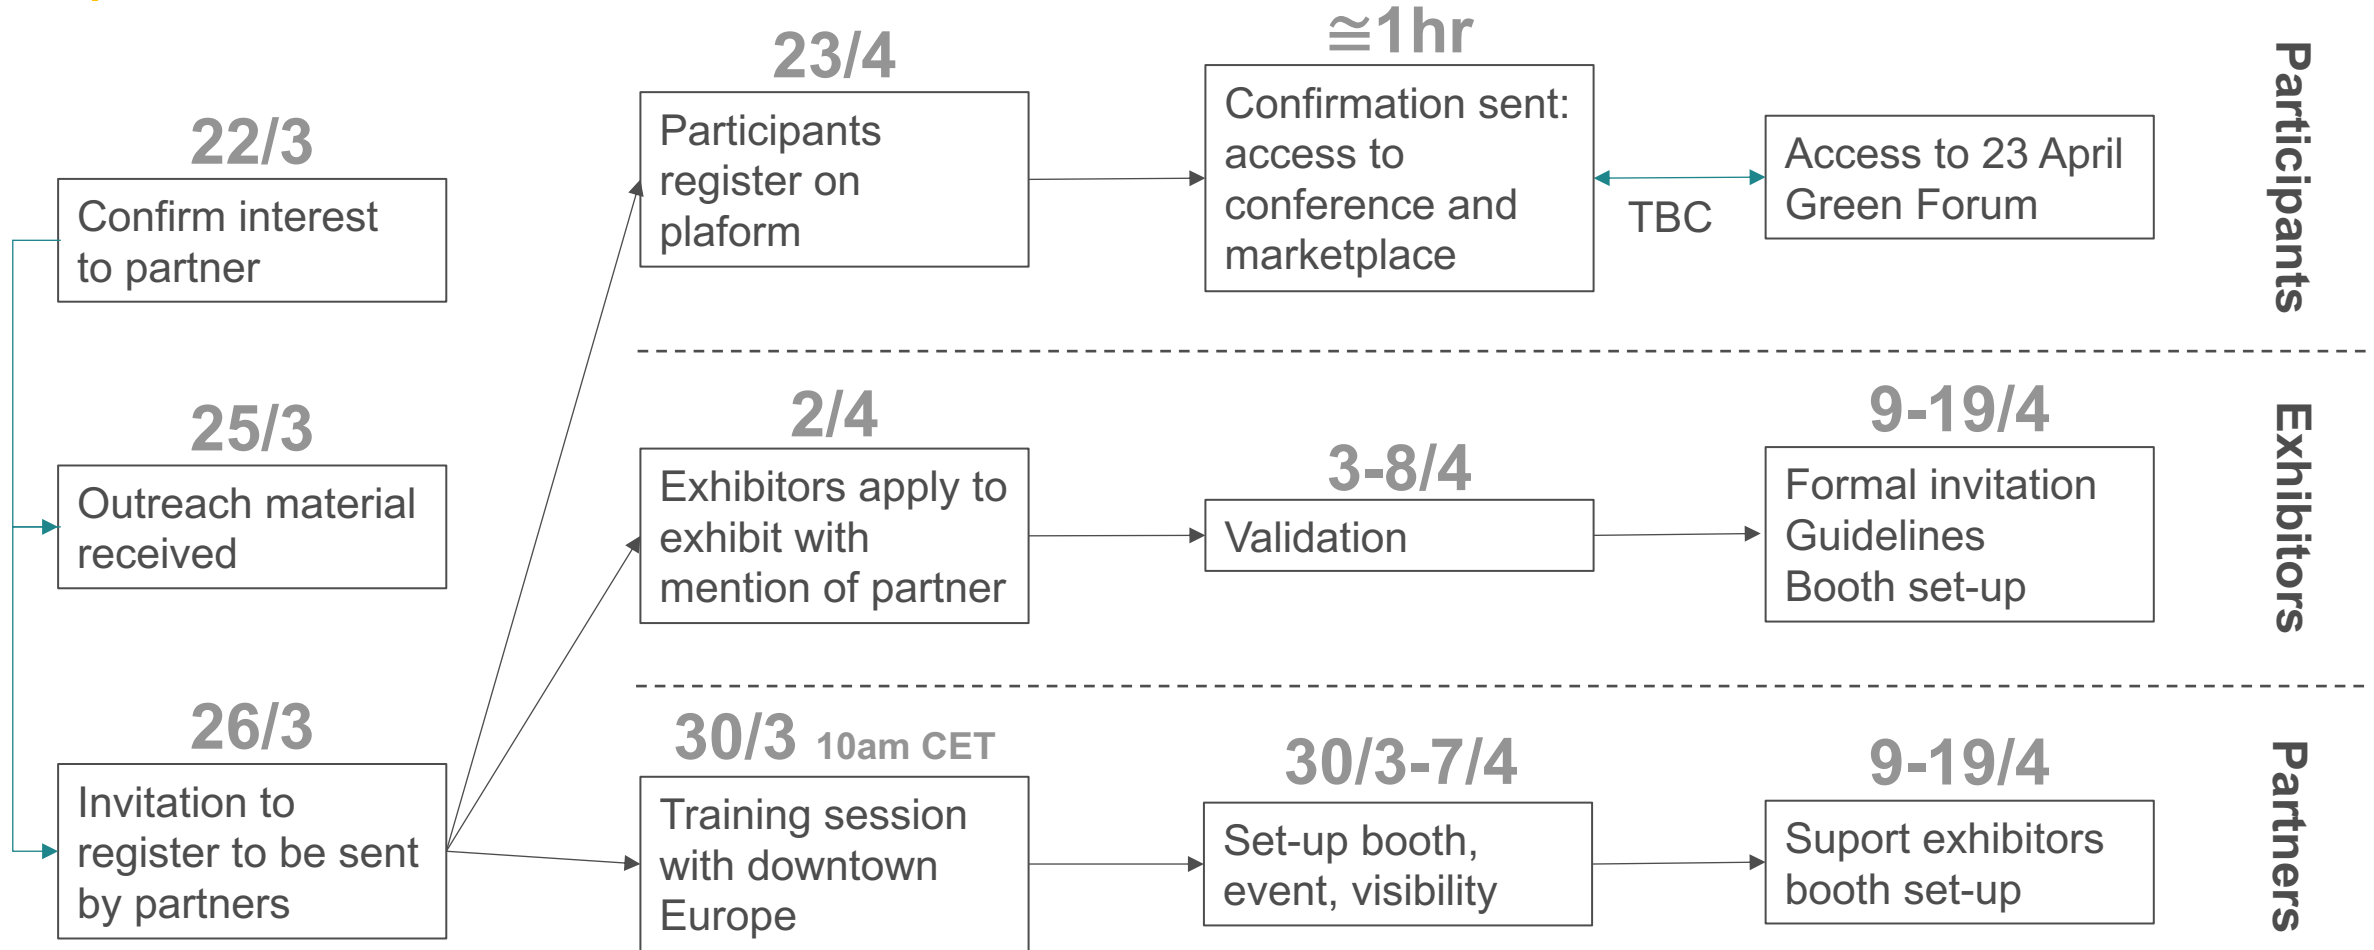 22/3
Confirm interest
to partner
25/3
Outreach material
received
26/3
Invitation to
register to be sent
by partners
23/4
Participants
register on
plaform
≅1hr
Confirmation sent:
access to
conference and
marketplace
TBC
Access to 23 April
Green Forum
Participants
2/4
Exhibitors apply to
exhibit with
mention of partner
3-8/4
Validation
9-19/4
Formal invitation
Guidelines
Booth set-up
Exhibitors
30/3 10am CET
Training session
with downtown
Europe
30/3-7/4
Set-up booth,
event, visibility
9-19/4
Suport exhibitors
booth set-up
Partners